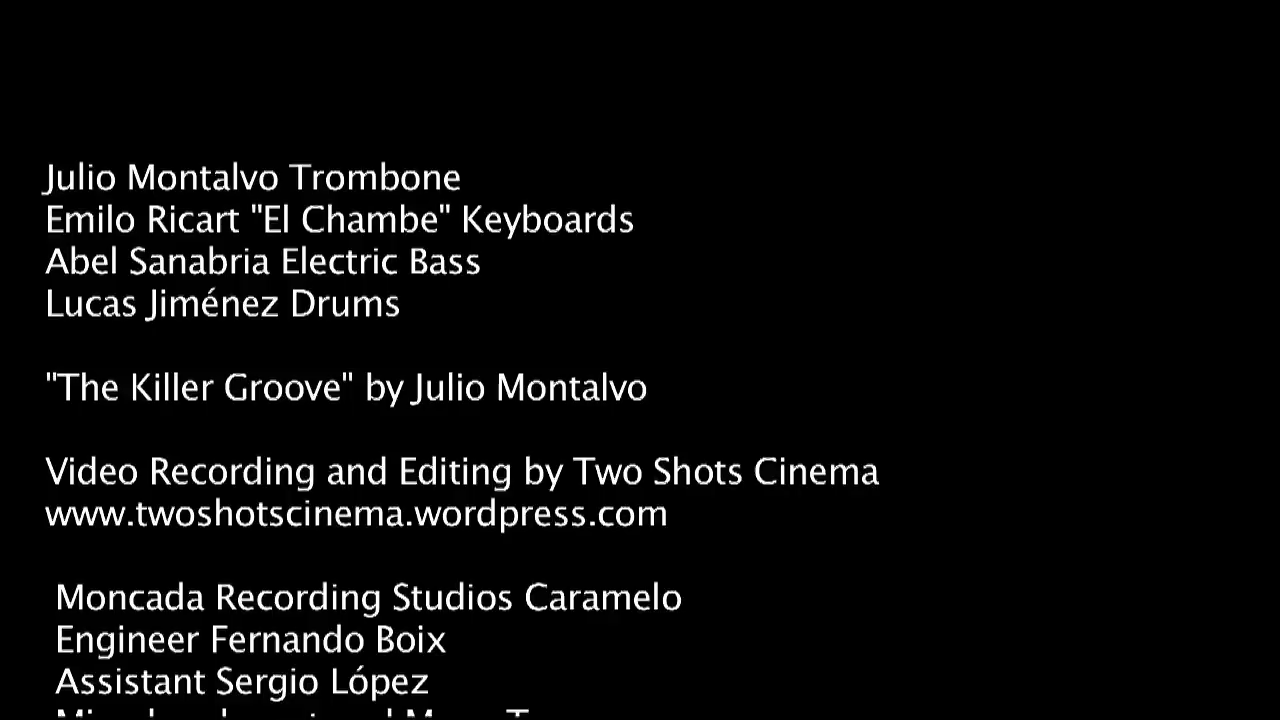 Julio Montalvo Trombone
Emilo Ricart "El Chambe" Keyboards
Abel Sanabria Electric Bass
Lucas Jiménez Drums
"The Killer Groove" by Julio Montalvo
Video Recording and Editing by Two Shots Cinema
www.twoshotscinema.wordpress.com
Moncada Recording Studios Caramelo
Engineer Fernando Boix
Assistant Sergio López